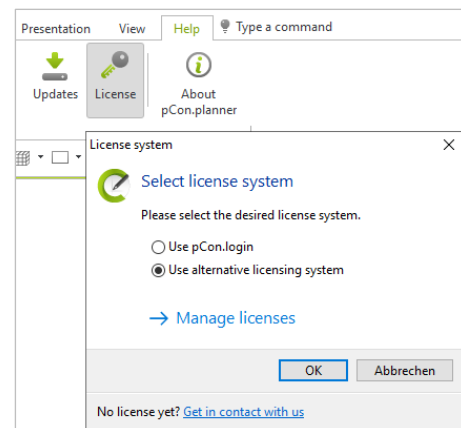 Presentation View Help Type a command
Updates License About
pCon.planner
License system
Select license system
Please select the desired license system.
Use pCon.login
Use alternative licensing system
Manage licenses
OK Abbrechen
No license yet? Get in contact with us